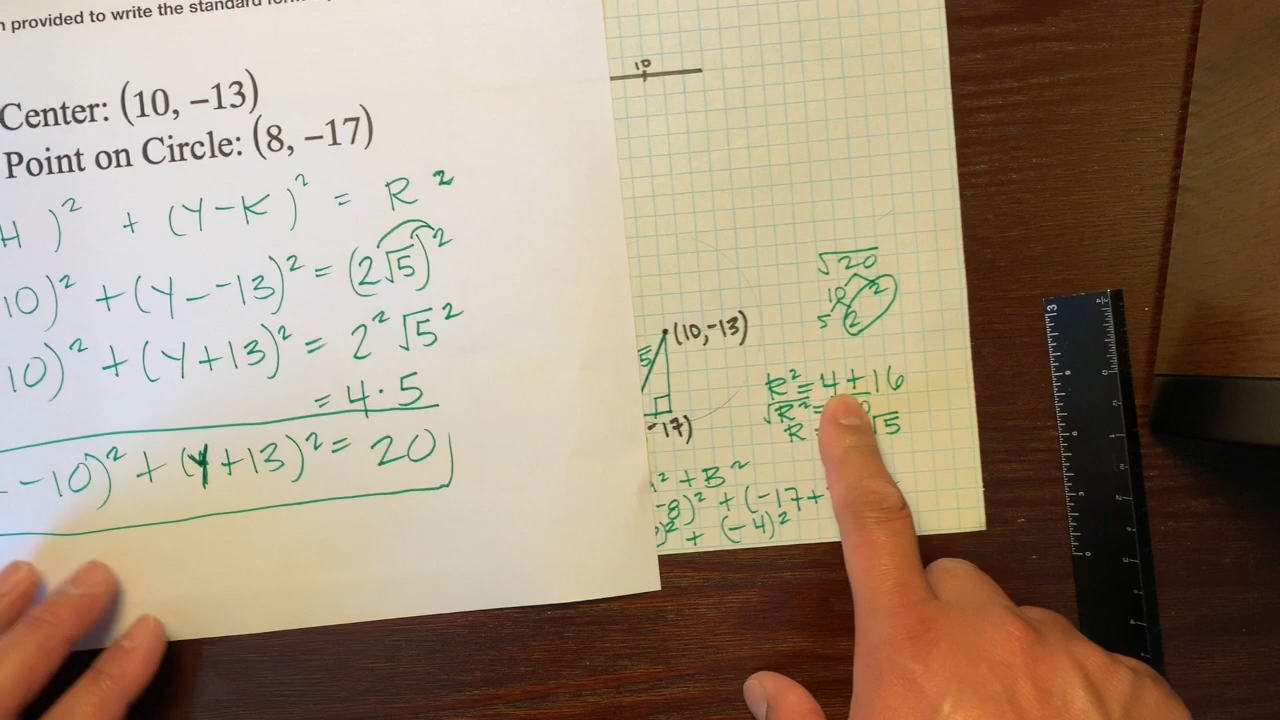 provided to write the standard
Center: (10, –13)
Point on Circle: (8, –17)
H)² + (Y-K)² = R²
10)² + (Y--13)² = (2√5)²
10)² + (Y+13)² = 2²√5²
= 4·5
-10)² + (Y+13)² = 20
10
√20
10 2
5 2
(10,-13)
5
-17)
R² = 4+16
√R² =
R = √5
² + B²
-8)² + (-17+
)² + (-4)²